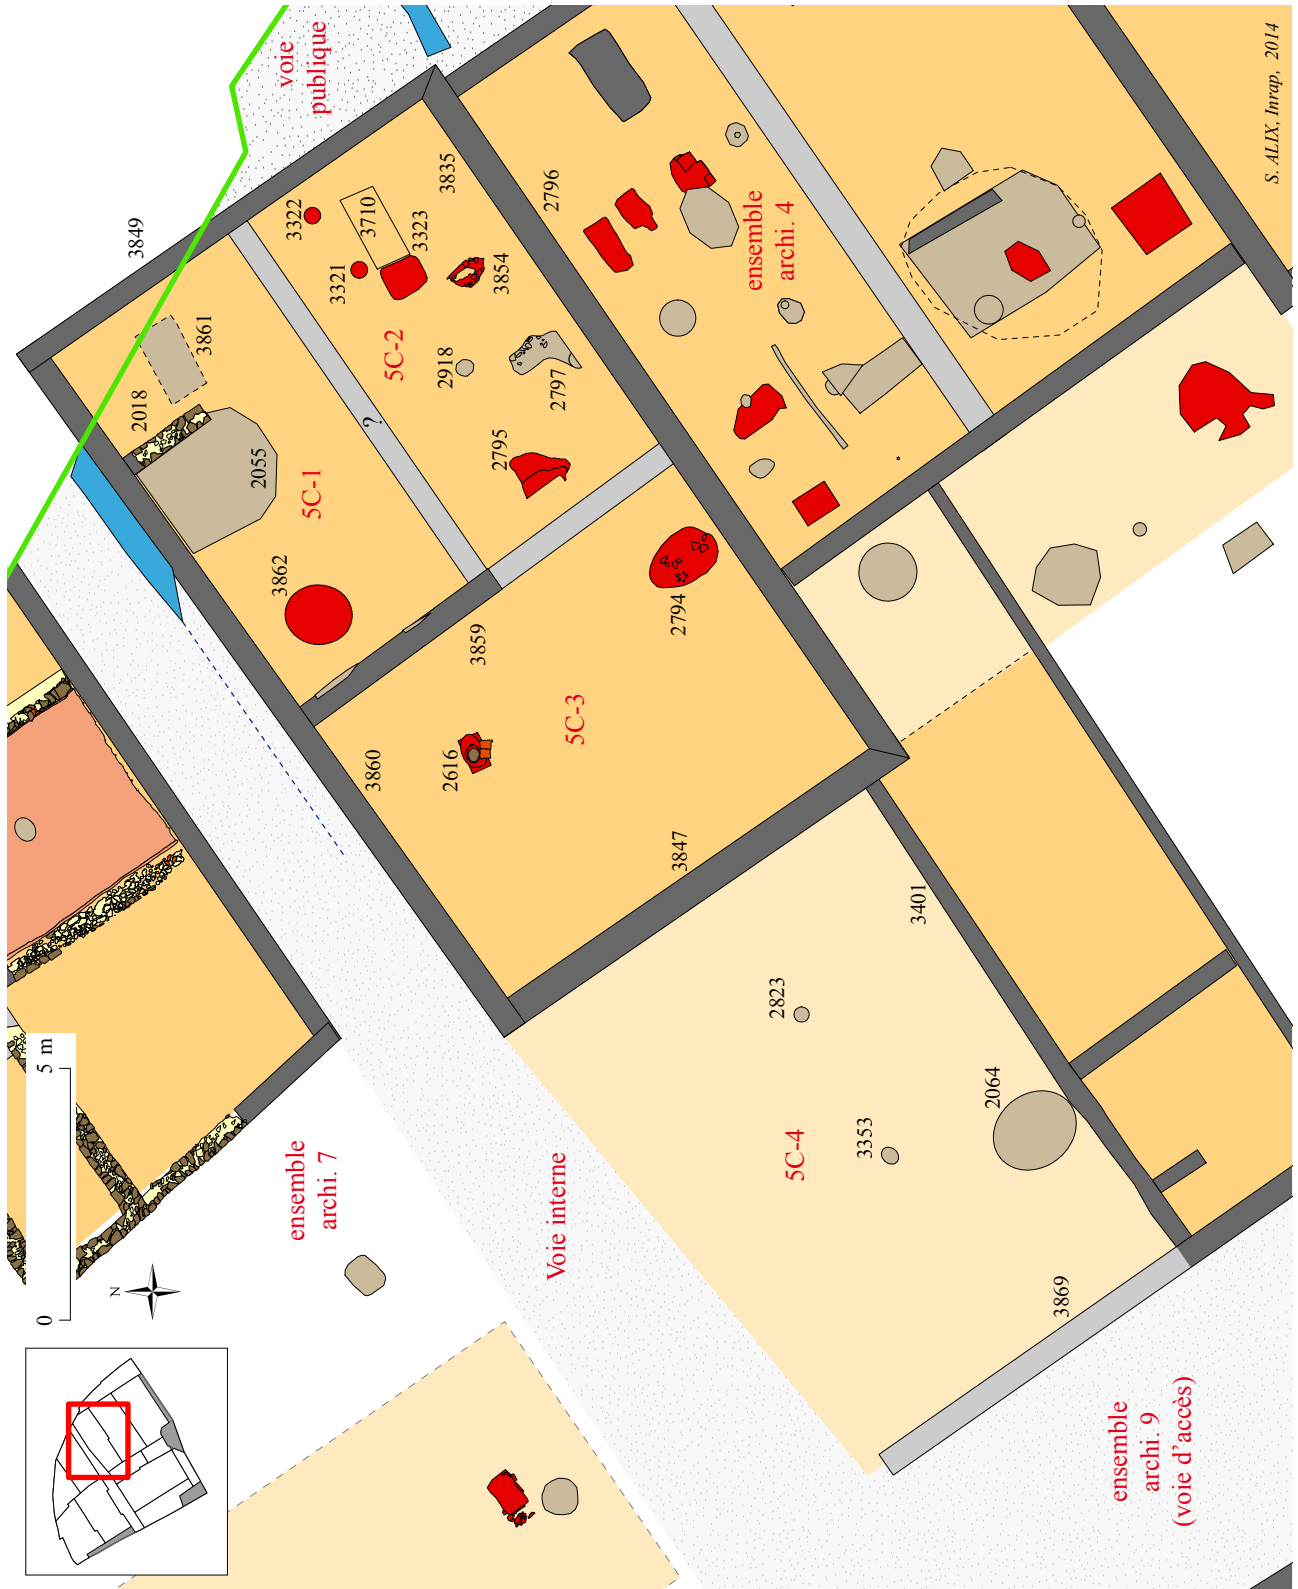 voie
publique
3849
3322
3321
3710
3323
3835
3854
2796
ensemble
archi. 4
S. ALIX, Inrap, 2014
3861
2018
2055
5C-1
5C-2
?
2918
2797
2795
3862
3859
2794
3860
2616
5C-3
3847
3401
2823
2064
3353
5C-4
3869
5 m
0
N
ensemble
archi. 7
Voie interne
ensemble
archi. 9
(voie d'accès)